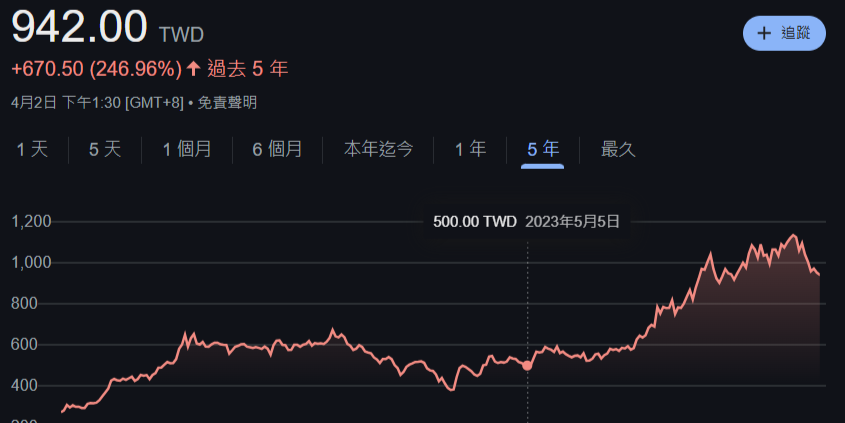 942.00 TWD
+ 追蹤
+670.50 (246.96%) ↑ 過去 5 年
4月2日 下午1:30 [GMT+8] • 免責聲明
1 天 5 天 1 個月 6 個月 本年迄今 1 年 5 年 最久
500.00 TWD 2023年5月5日
1,200
1,000
800
600
400